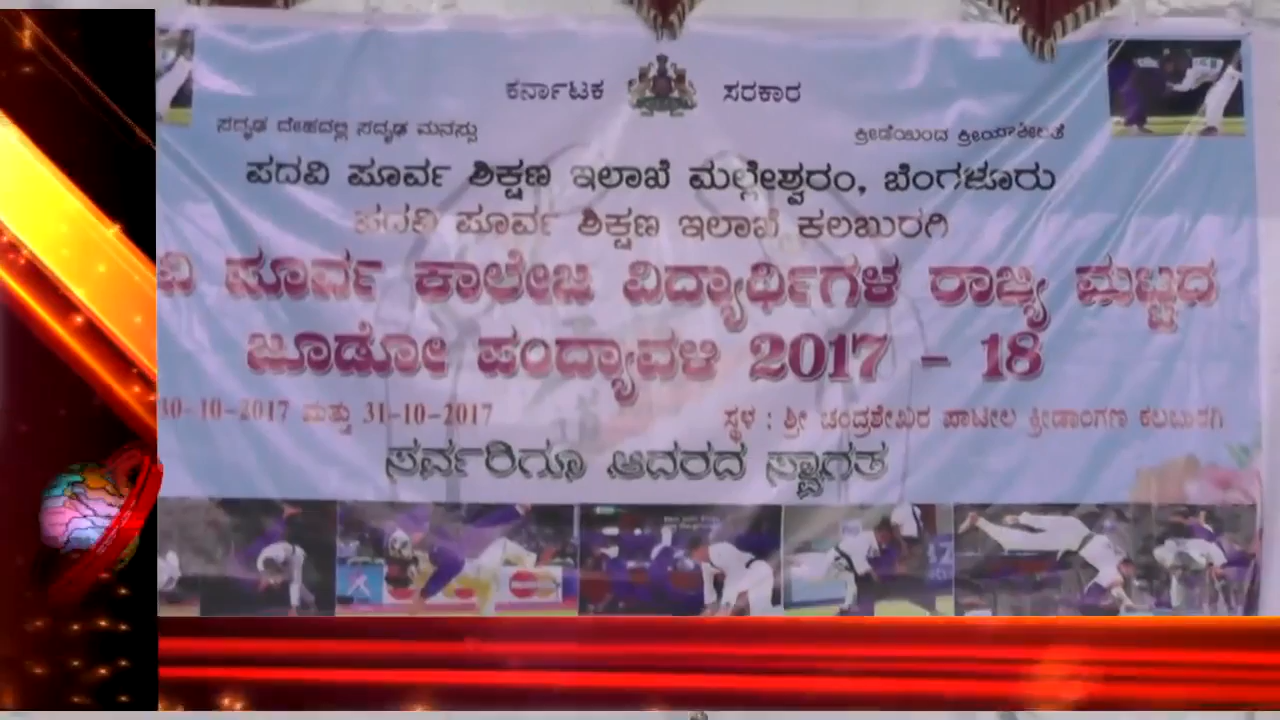 ಕರ್ನಾಟಕ ಸರಕಾರ
ಸದೃಢ ದೇಹದಲ್ಲಿ ಸದೃಢ ಮನಸ್ಸು ಕ್ರೀಡೆಯಿಂದ ಕ್ರಿಯಾಶೀಲತೆ
ಪದವಿ ಪೂರ್ವ ಶಿಕ್ಷಣ ಇಲಾಖೆ ಮಲ್ಲೇಶ್ವರಂ, ಬೆಂಗಳೂರು
ಪದವಿ ಪೂರ್ವ ಶಿಕ್ಷಣ ಇಲಾಖೆ ಕಲಬುರಗಿ
ವಿ ಪೂರ್ವ ಕಾಲೇಜ ವಿದ್ಯಾರ್ಥಿಗಳ ರಾಜ್ಯ ಮಟ್ಟದ
ಜೂಡೋ ಪಂದ್ಯಾವಳಿ 2017 - 18
30-10-2017 ಮತ್ತು 31-10-2017 ಸ್ಥಳ : ಶ್ರೀ ಚಂದ್ರಶೇಖರ ಪಾಟೀಲ ಕ್ರೀಡಾಂಗಣ ಕಲಬುರಗಿ
ಸರ್ವರಿಗೂ ಆದರದ ಸ್ವಾಗತ